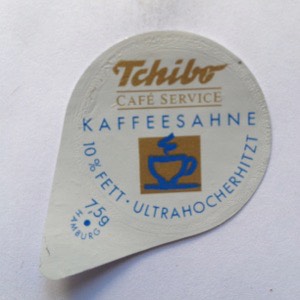 Tchibo
CAFÉ SERVICE
KAFFEESAHNE
10% FETT · ULTRAHOCHERHITZT
7,5g
HAMBURG